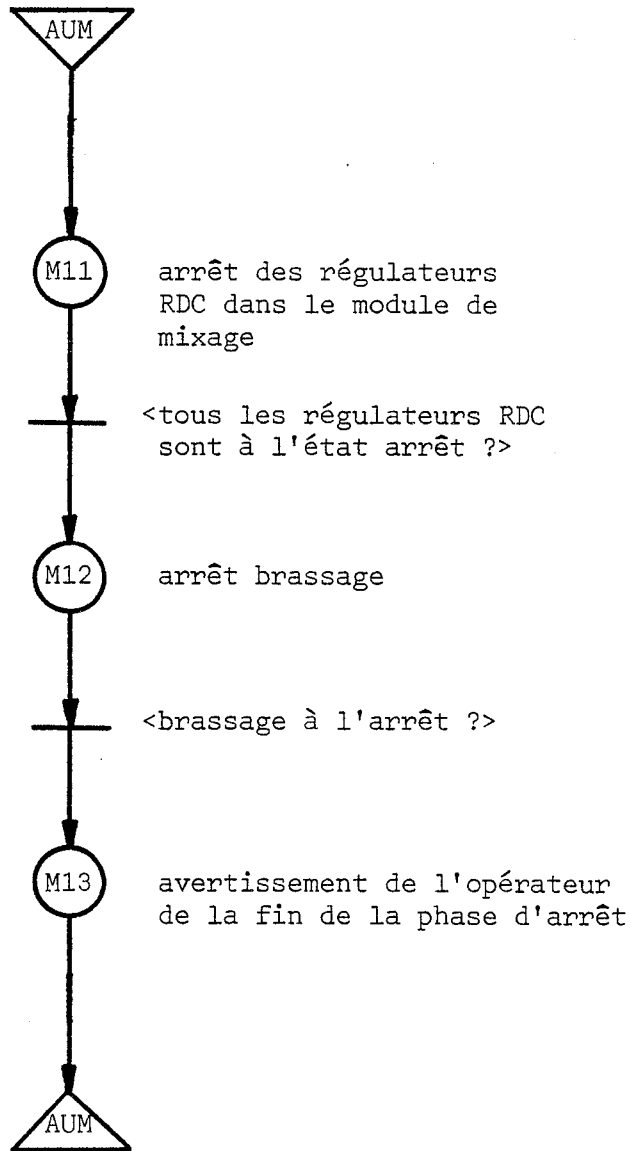 AUM
M11
arrêt des régulateurs
RDC dans le module de
mixage
<tous les régulateurs RDC
sont à l'état arrêt ?>
M12
arrêt brassage
<brassage à l'arrêt ?>
M13
avertissement de l'opérateur
de la fin de la phase d'arrêt
AUM